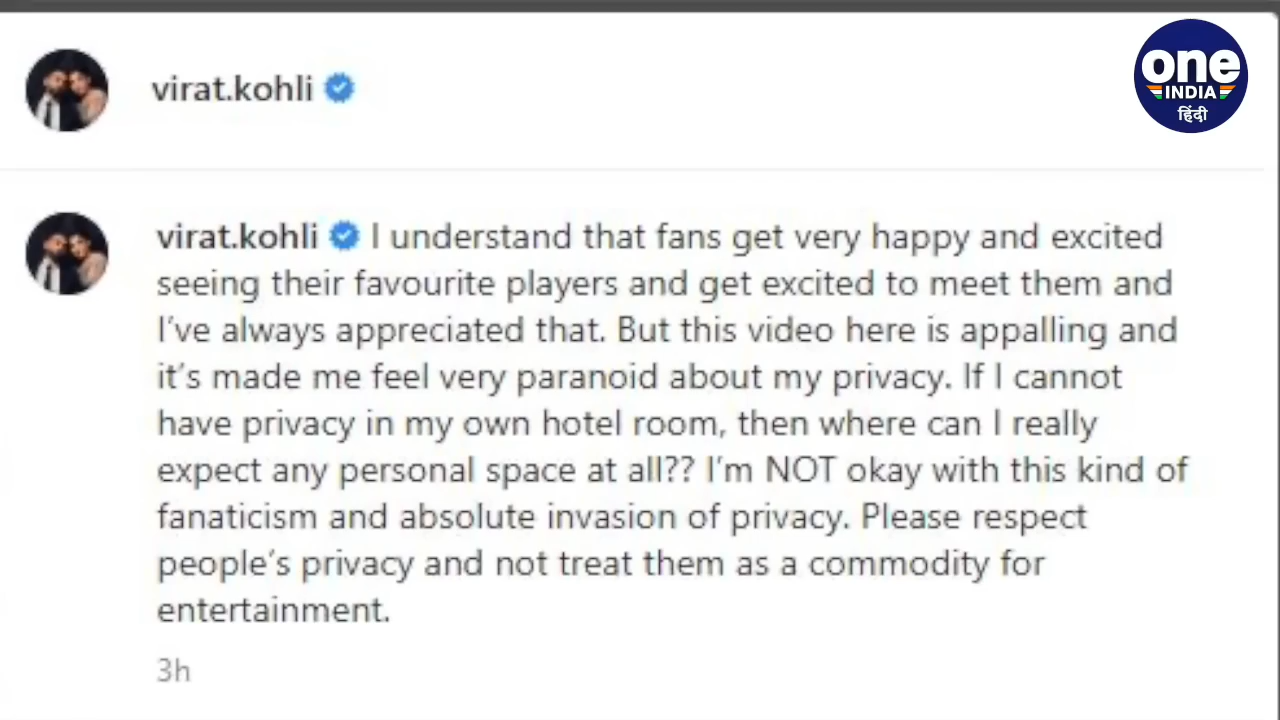 virat.kohli
one
INDIA
हिंदी
virat.kohli I understand that fans get very happy and excited
seeing their favourite players and get excited to meet them and
I’ve always appreciated that. But this video here is appalling and
it’s made me feel very paranoid about my privacy. If I cannot
have privacy in my own hotel room, then where can I really
expect any personal space at all?? I’m NOT okay with this kind of
fanaticism and absolute invasion of privacy. Please respect
people’s privacy and not treat them as a commodity for
entertainment.
3h